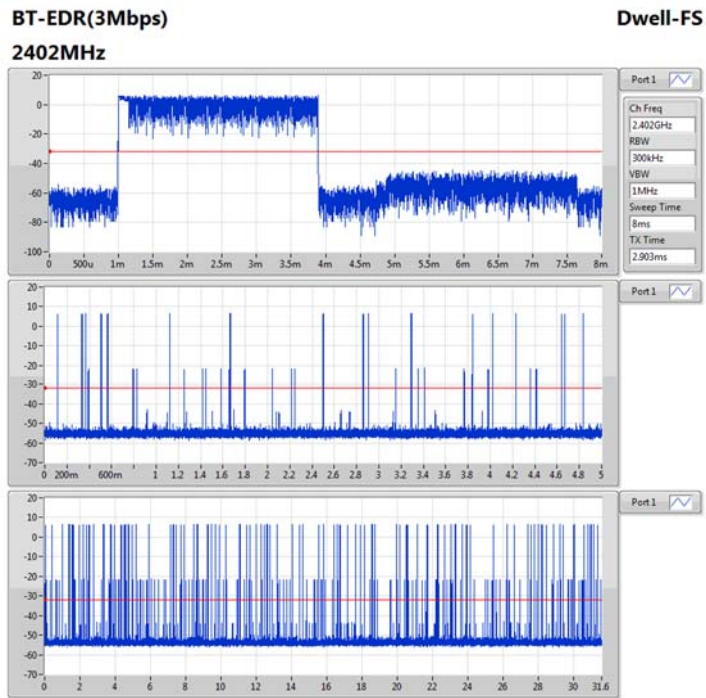 BT-EDR(3Mbps) Dwell-FS
2402MHz
Port 1
Ch Freq
2.402GHz
RBW
300kHz
VBW
1MHz
Sweep Time
8ms
TX Time
2.903ms
20
0
-20
-40
-60
-80
-100
0 500u 1m 1.5m 2m 2.5m 3m 3.5m 4m 4.5m 5m 5.5m 6m 6.5m 7m 7.5m 8m
Port 1
20
10
0
-10
-20
-30
-40
-50
-60
-70
0 200m 600m 1 1.2 1.4 1.6 1.8 2 2.2 2.4 2.6 2.8 3 3.2 3.4 3.6 3.8 4 4.2 4.4 4.6 4.8 5
Port 1
20
10
0
-10
-20
-30
-40
-50
-60
-70
0 2 4 6 8 10 12 14 16 18 20 22 24 26 28 30 31.6